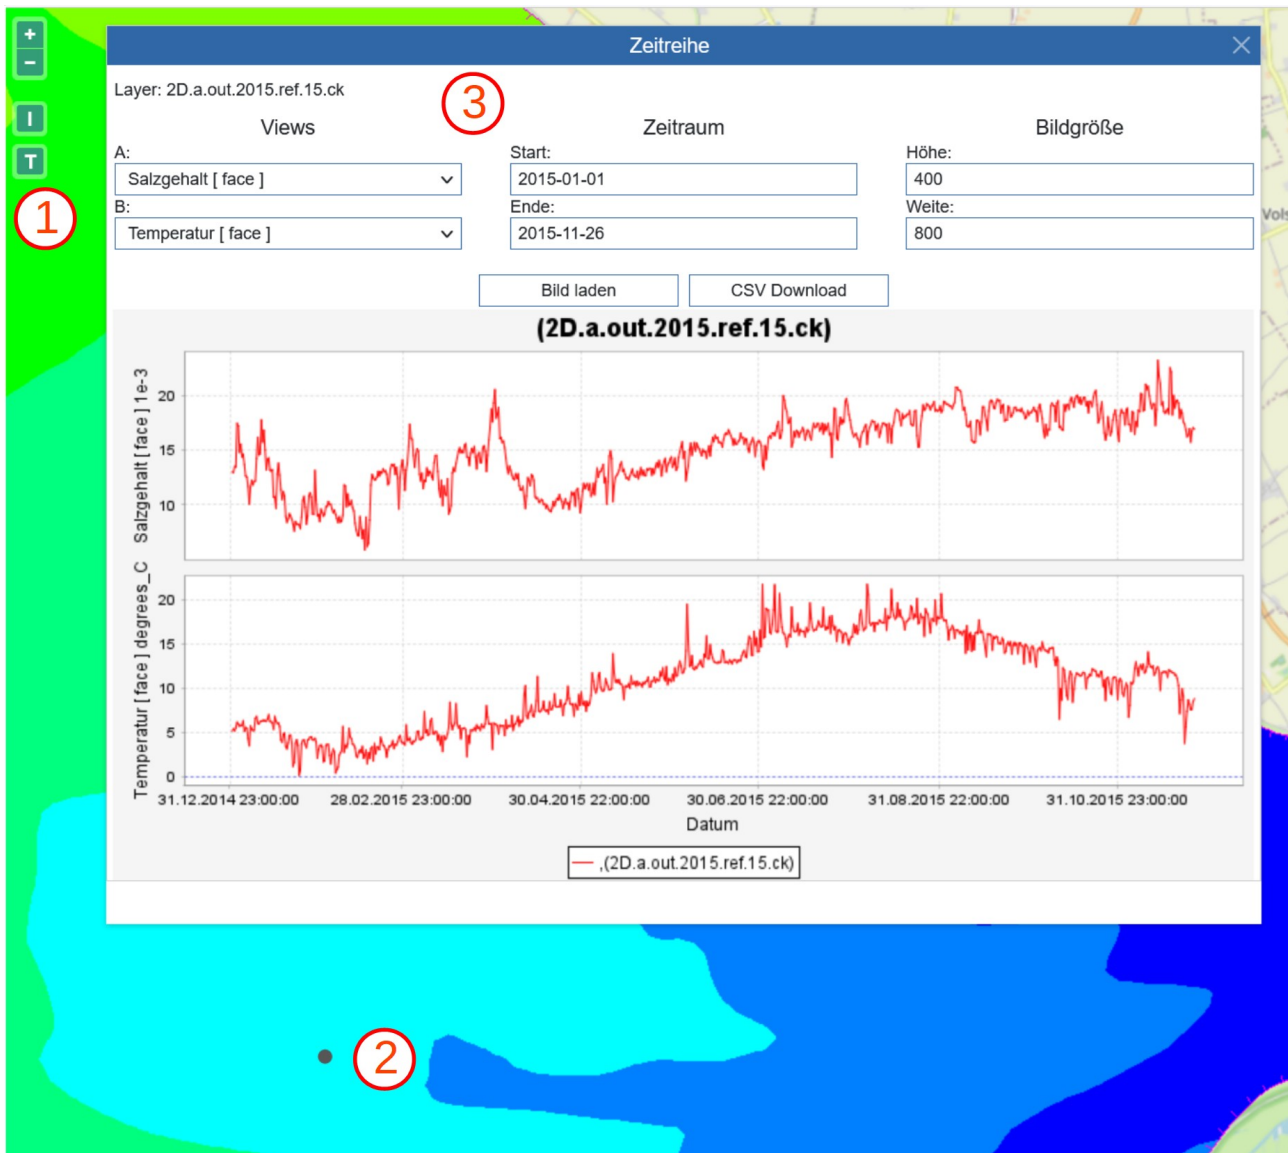 +
Zeitreihe
−
Layer: 2D.a.out.2015.ref.15.ck
3
I
Views
Zeitraum
Bildgröße
A:
Start:
Höhe:
T
Salzgehalt [ face ]
2015-01-01
400
1
B:
Ende:
Weite:
Temperatur [ face ]
2015-11-26
800
Bild laden
CSV Download
(2D.a.out.2015.ref.15.ck)
Salzgehalt [ face ] 1e-3
20
15
10
Temperatur [ face ] degrees_C
20
15
10
5
0
31.12.2014 23:00:00
28.02.2015 23:00:00
30.04.2015 22:00:00
30.06.2015 22:00:00
31.08.2015 22:00:00
31.10.2015 23:00:00
Datum
,(2D.a.out.2015.ref.15.ck)
2